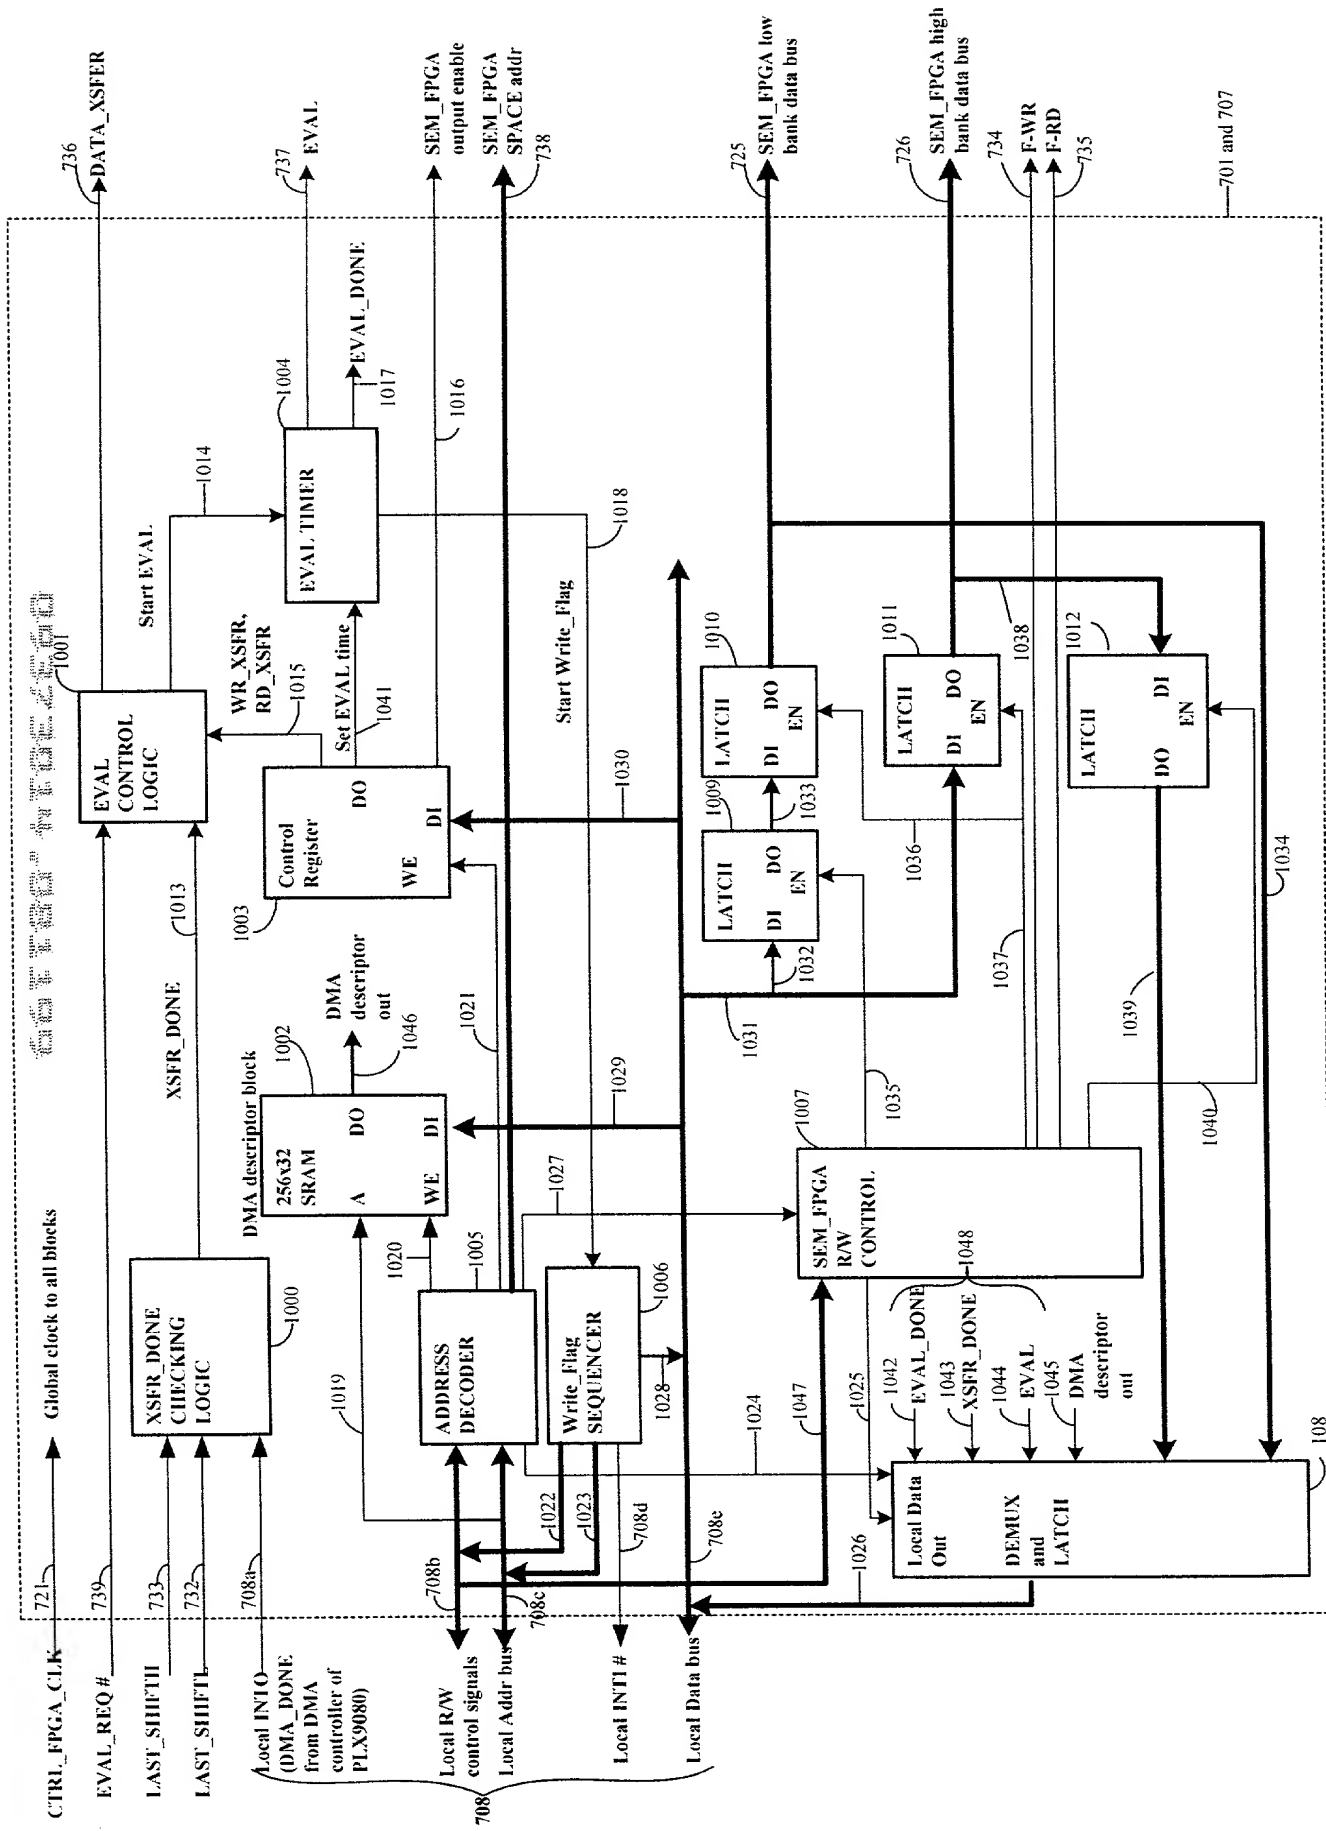 CTRL_FPGA_CLK
721
Global clock to all blocks
EVAL_REQ #
739
LAST_SHIFTH
733
LAST_SHIFTL
732
Local INTO
(DMA_DONE
from DMA
controller of
PLX9080)
708a
Local R/W
control signals
708b
Local Addr bus
708c
Local INT1 #
708d
Local Data bus
708e
708
XSFR_DONE
CHECKING
LOGIC
1000
XSFR_DONE
1013
EVAL
CONTROL
LOGIC
1001
736
DATA_XSFER
Start EVAL
1014
WR_XSFR,
RD_XSFR
1015
Set EVAL time
1041
EVAL TIMER
1004
737
EVAL
EVAL_DONE
1017
SEM_FPGA
output enable
1016
SEM_FPGA
SPACE addr
738
1018
Start Write_Flag
DMA descriptor block
256x32
SRAM
A
DO
WE
DI
1002
DMA
descriptor
out
1046
Control
Register
DO
WE
DI
1003
1019
1020
1021
ADDRESS
DECODER
1005
Write_Flag
SEQUENCER
1006
1022
1023
1024
1027
1028
1029
1030
1031
1032
LATCH
DI
DO
EN
1009
1033
LATCH
DI
DO
EN
1010
725
SEM_FPGA low
bank data bus
LATCH
DI
DO
EN
1011
726
SEM_FPGA high
bank data bus
1038
LATCH
DO
DI
EN
1012
734
F-WR
F-RD
735
701 and 707
1034
1035
1036
1037
1039
1040
SEM_FPGA
R/W
CONTROL
1007
1047
1025
1026
1042
EVAL_DONE
1043
XSFR_DONE
1044
EVAL
1045
DMA
descriptor
out
1048
Local Data
Out
DEMUX
and
LATCH
108